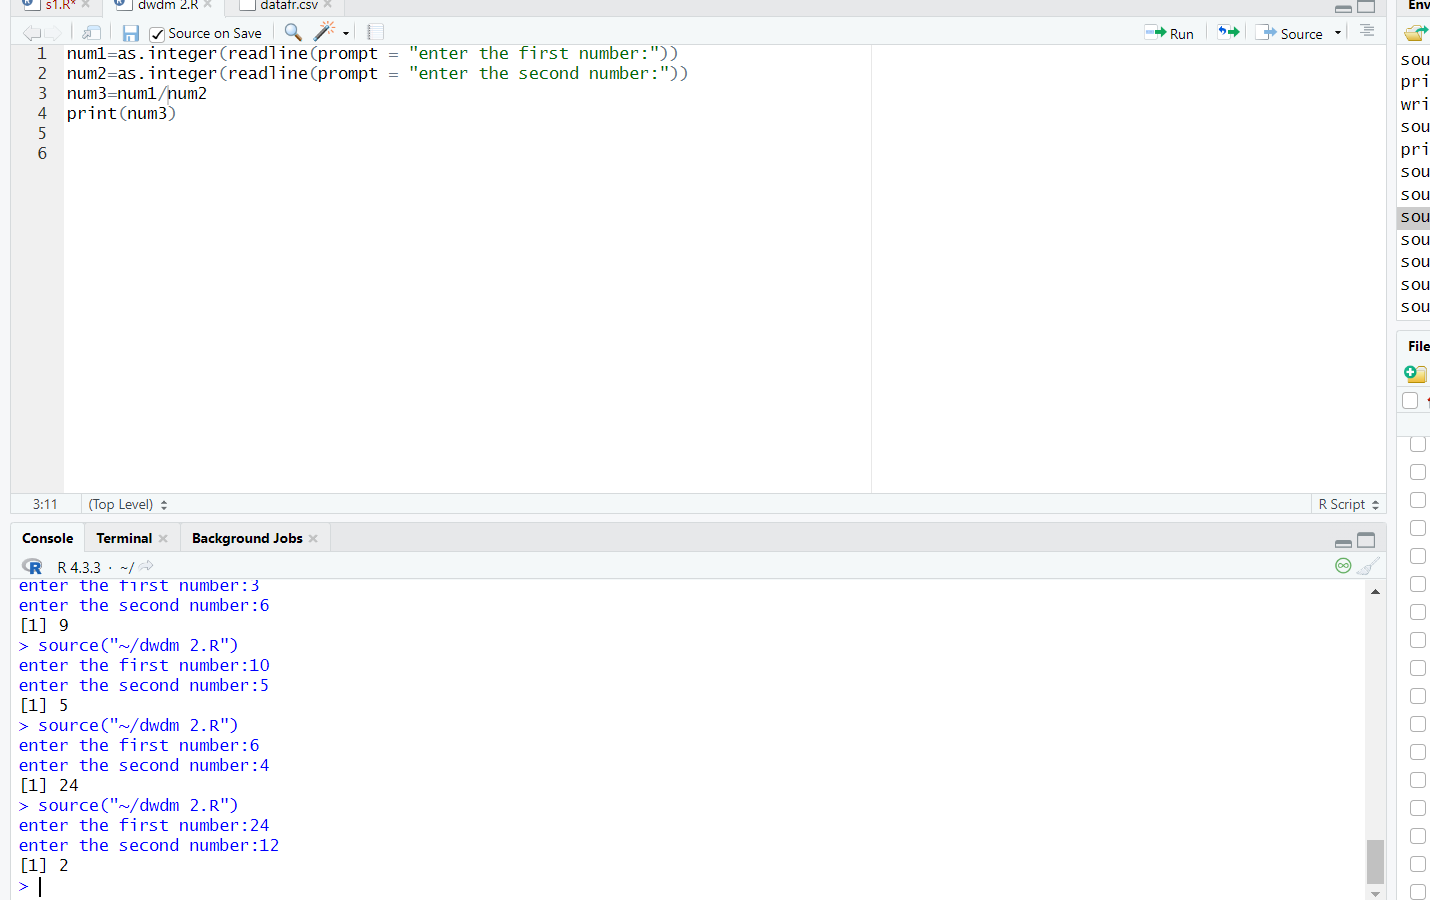 s1.R* dwdm 2.R datafr.csv
Source on Save Run Source
1 num1=as.integer(readline(prompt = "enter the first number:"))
2 num2=as.integer(readline(prompt = "enter the second number:"))
3 num3=num1/num2
4 print(num3)
5
6
3:11 (Top Level) R Script
Console Terminal Background Jobs
R 4.3.3 · ~/
enter the first number:3
enter the second number:6
[1] 9
> source("~/dwdm 2.R")
enter the first number:10
enter the second number:5
[1] 5
> source("~/dwdm 2.R")
enter the first number:6
enter the second number:4
[1] 24
> source("~/dwdm 2.R")
enter the first number:24
enter the second number:12
[1] 2
>
Env
sou
pri
wri
sou
pri
sou
sou
sou
sou
sou
sou
sou
File